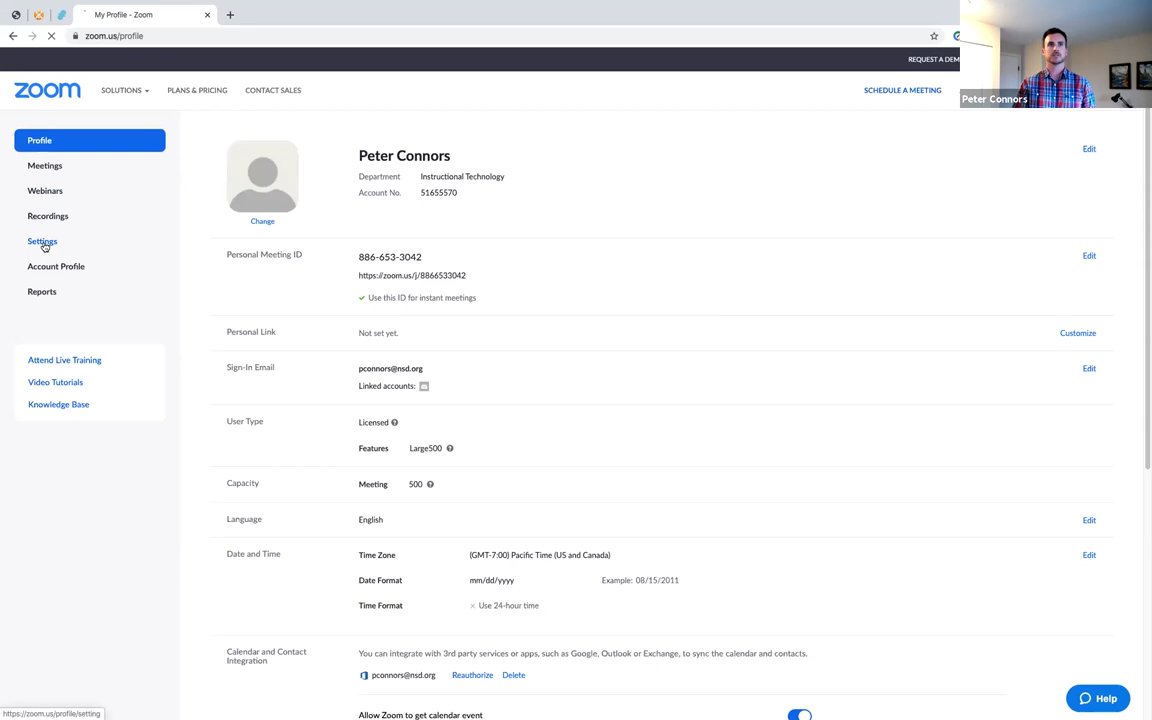 My Profile - Zoom
zoom.us/profile
REQUEST A DEM
zoom
SOLUTIONS
PLANS & PRICING
CONTACT SALES
SCHEDULE A MEETING
Peter Connors
Profile
Meetings
Webinars
Recordings
Settings
Account Profile
Reports
Attend Live Training
Video Tutorials
Knowledge Base
Change
Peter Connors
Edit
Department Instructional Technology
Account No. 51655570
Personal Meeting ID 886-653-3042 Edit
https://zoom.us/j/8866533042
Use this ID for instant meetings
Personal Link Not set yet. Customize
Sign-In Email pconnors@nsd.org Edit
Linked accounts:
User Type Licensed
Features Large500
Capacity Meeting 500
Language English Edit
Date and Time Time Zone (GMT-7:00) Pacific Time (US and Canada) Edit
Date Format mm/dd/yyyy Example: 08/15/2011
Time Format × Use 24-hour time
Calendar and Contact
Integration
You can integrate with 3rd party services or apps, such as Google, Outlook or Exchange, to sync the calendar and contacts.
pconnors@nsd.org Reauthorize Delete
Allow Zoom to get calendar event
Help
https://zoom.us/profile/setting